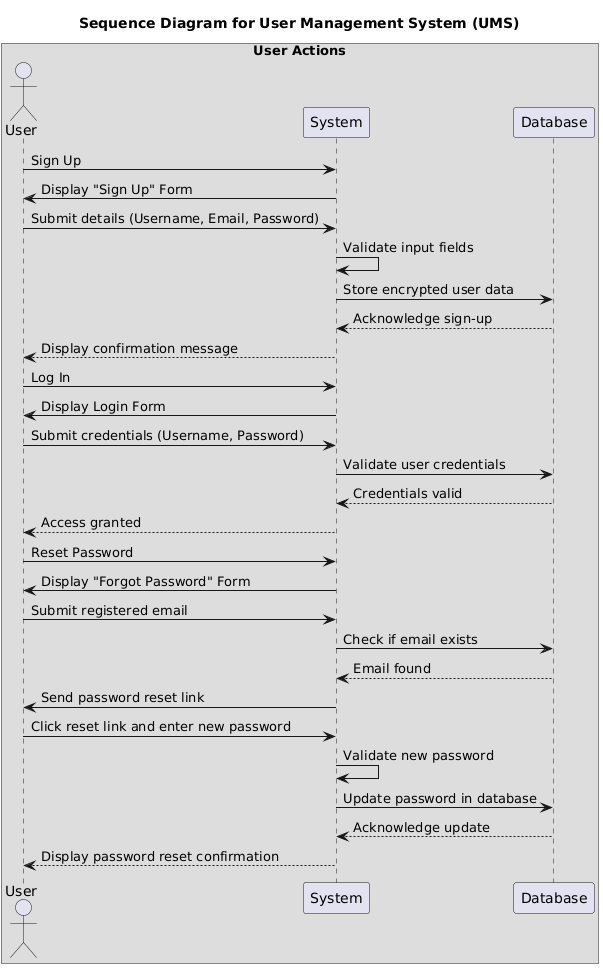 Sequence Diagram for User Management System (UMS)
User Actions
User
System
Database
Sign Up
Display "Sign Up" Form
Submit details (Username, Email, Password)
Validate input fields
Store encrypted user data
Acknowledge sign-up
Display confirmation message
Log In
Display Login Form
Submit credentials (Username, Password)
Validate user credentials
Credentials valid
Access granted
Reset Password
Display "Forgot Password" Form
Submit registered email
Check if email exists
Email found
Send password reset link
Click reset link and enter new password
Validate new password
Update password in database
Acknowledge update
Display password reset confirmation
User
System
Database